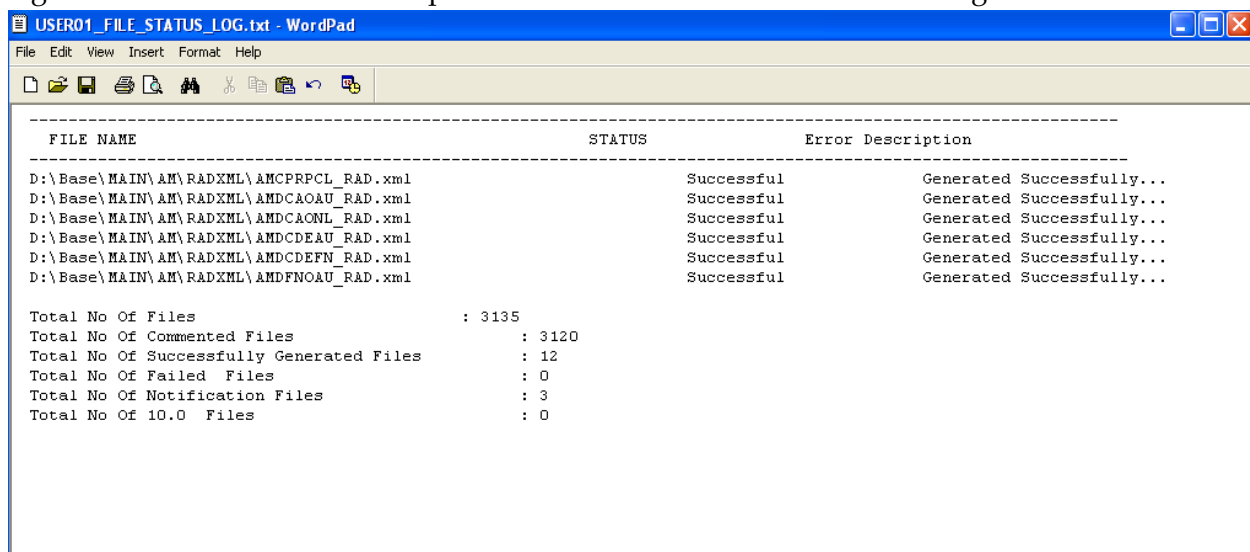 USER01_FILE_STATUS_LOG.txt - WordPad
File Edit View Insert Format Help
FILE NAME STATUS Error Description
D:\Base\MAIN\AM\RADXML\AMCPRPCL_RAD.xml Successful Generated Successfully...
D:\Base\MAIN\AM\RADXML\AMDCAOAU_RAD.xml Successful Generated Successfully...
D:\Base\MAIN\AM\RADXML\AMDCAONL_RAD.xml Successful Generated Successfully...
D:\Base\MAIN\AM\RADXML\AMDCDEAU_RAD.xml Successful Generated Successfully...
D:\Base\MAIN\AM\RADXML\AMDCDEFN_RAD.xml Successful Generated Successfully...
D:\Base\MAIN\AM\RADXML\AMDFNOAU_RAD.xml Successful Generated Successfully...
Total No Of Files : 3135
Total No Of Commented Files : 3120
Total No Of Successfully Generated Files : 12
Total No Of Failed Files : 0
Total No Of Notification Files : 3
Total No Of 10.0 Files : 0